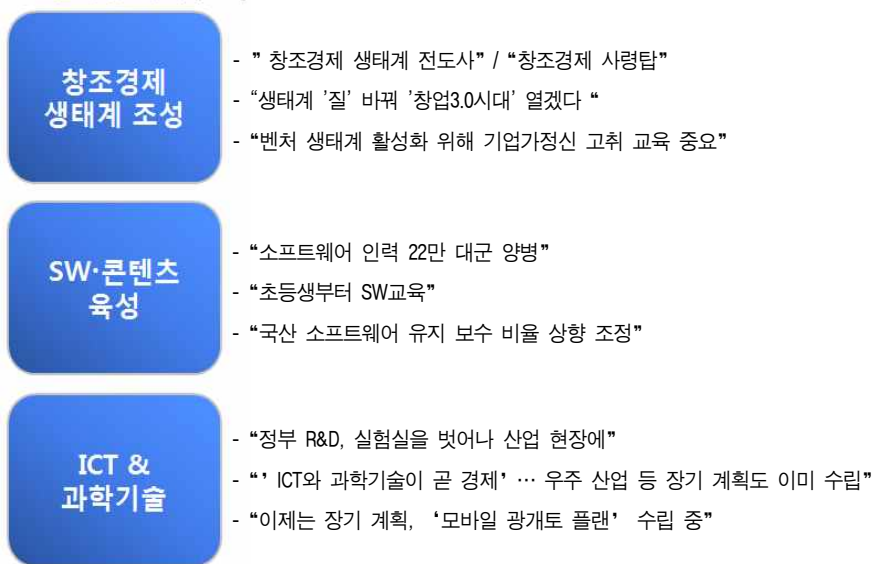 창조경제
생태계 조성
- ” 창조경제 생태계 전도사” / “창조경제 사령탑”
- “생태계 ’질’ 바꿔 ’창업3.0시대’ 열겠다 “
- “벤처 생태계 활성화 위해 기업가정신 고취 교육 중요”
SW·콘텐츠
육성
- “소프트웨어 인력 22만 대군 양병”
- “초등생부터 SW교육”
- “국산 소프트웨어 유지 보수 비율 상향 조정”
ICT &
과학기술
- “정부 R&D, 실험실을 벗어나 산업 현장에”
- “’ICT와 과학기술이 곧 경제’… 우주 산업 등 장기 계획도 이미 수립”
- “이제는 장기 계획, ‘모바일 광개토 플랜’ 수립 중”